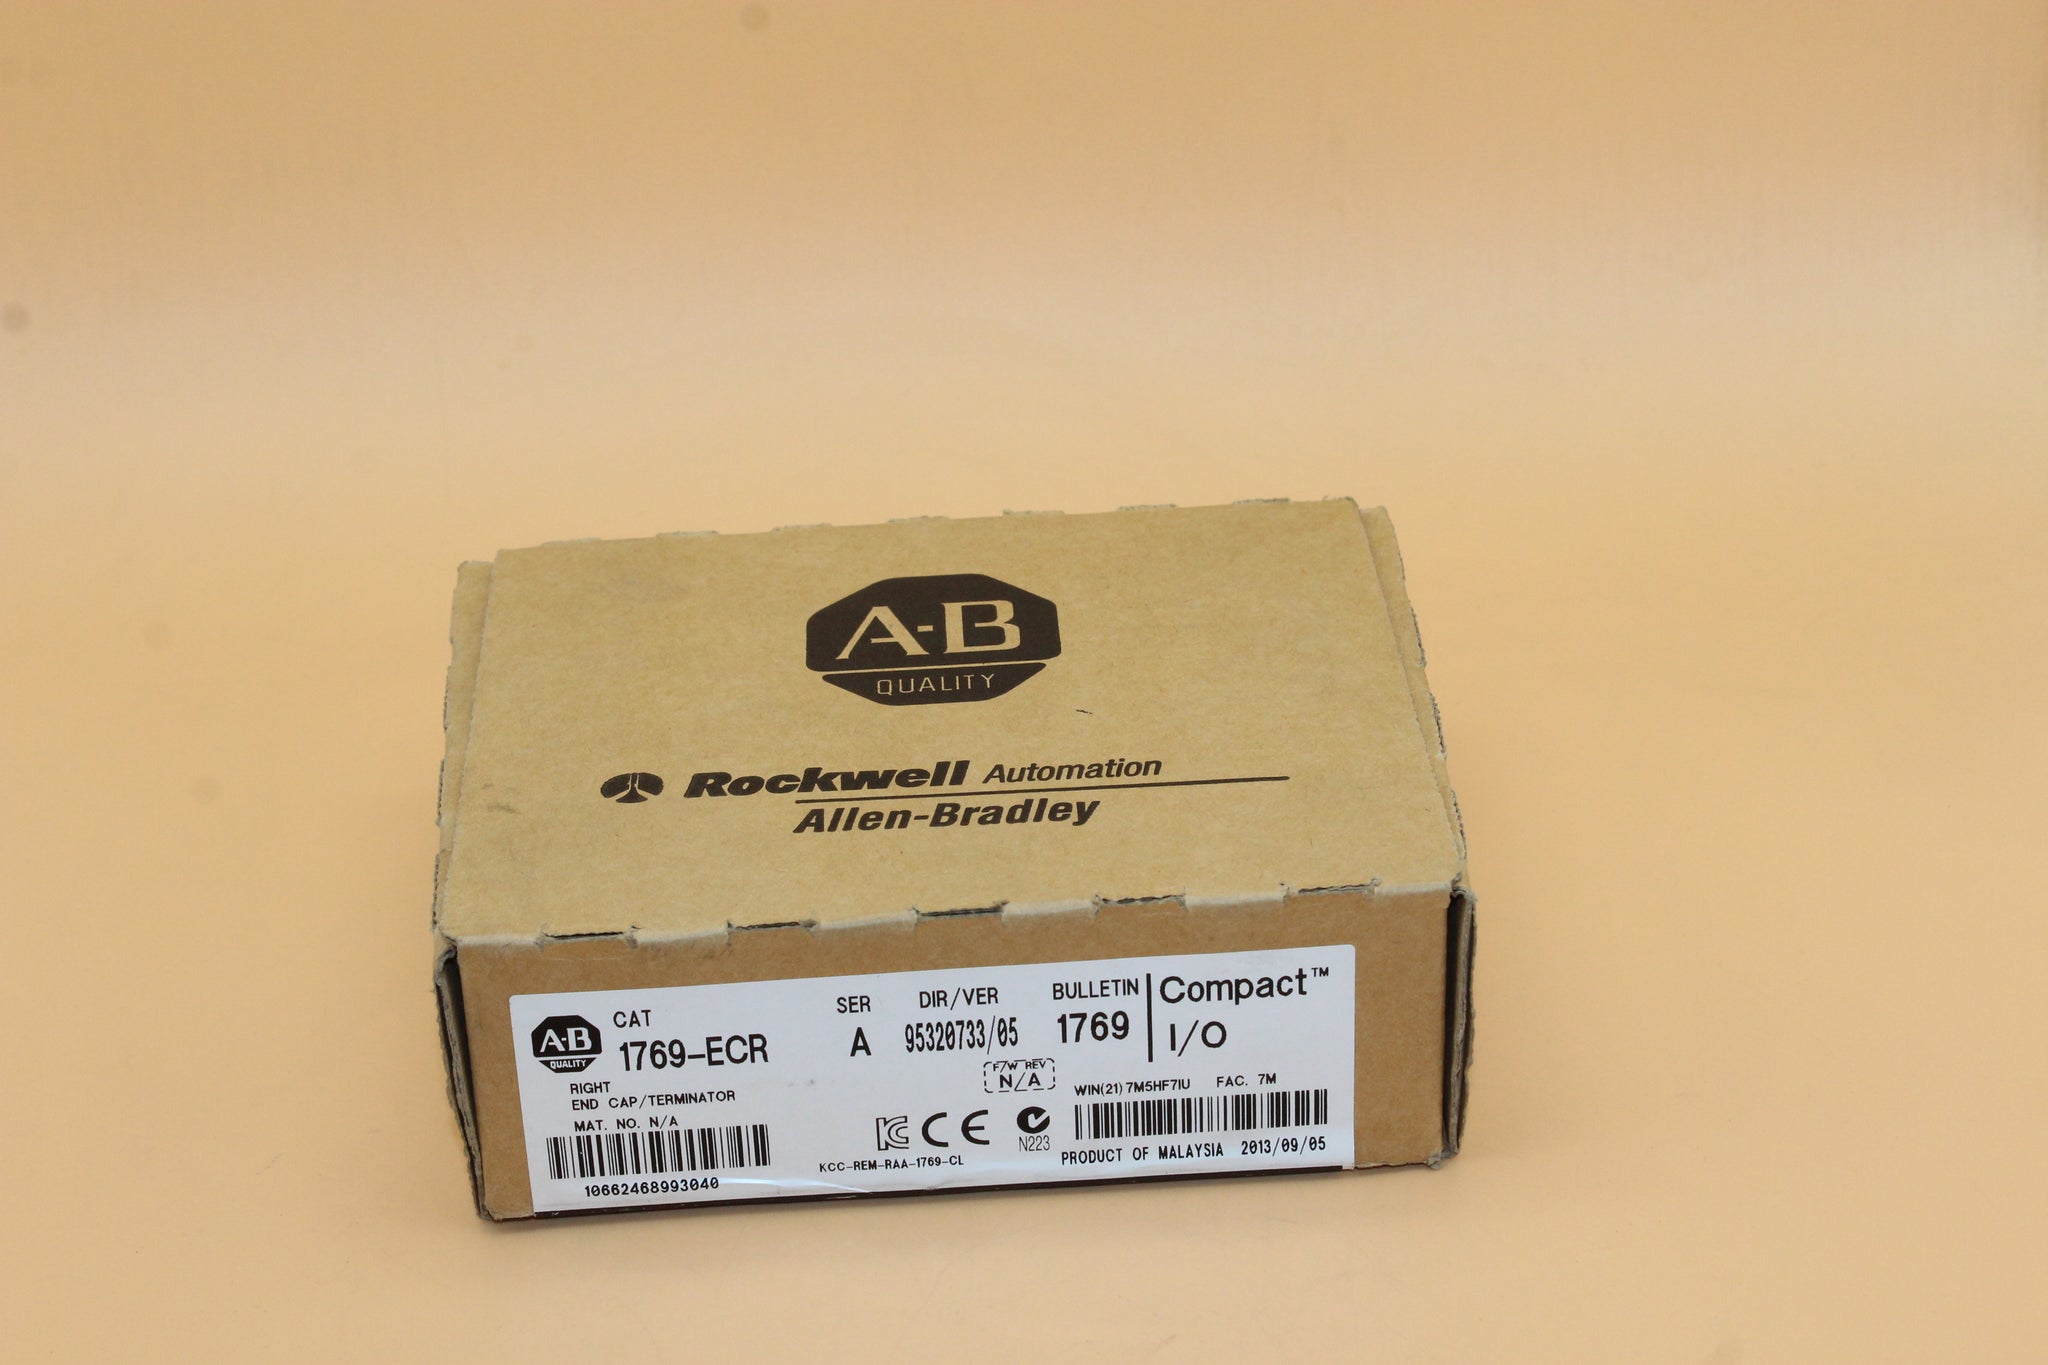 A-B
QUALITY
Rockwell Automation
Allen-Bradley
A-B
QUALITY
CAT
1769-ECR
SER
A
DIR/VER
95320733/05
BULLETIN
1769
Compact™
I/O
RIGHT
END CAP/TERMINATOR
MAT. NO. N/A
10662468993040
F/W REV
N/A
KC CE N223
KCC-REM-RAA-1769-CL
WIN(21) 7M5HF7IU FAC. 7M
PRODUCT OF MALAYSIA 2013/09/05